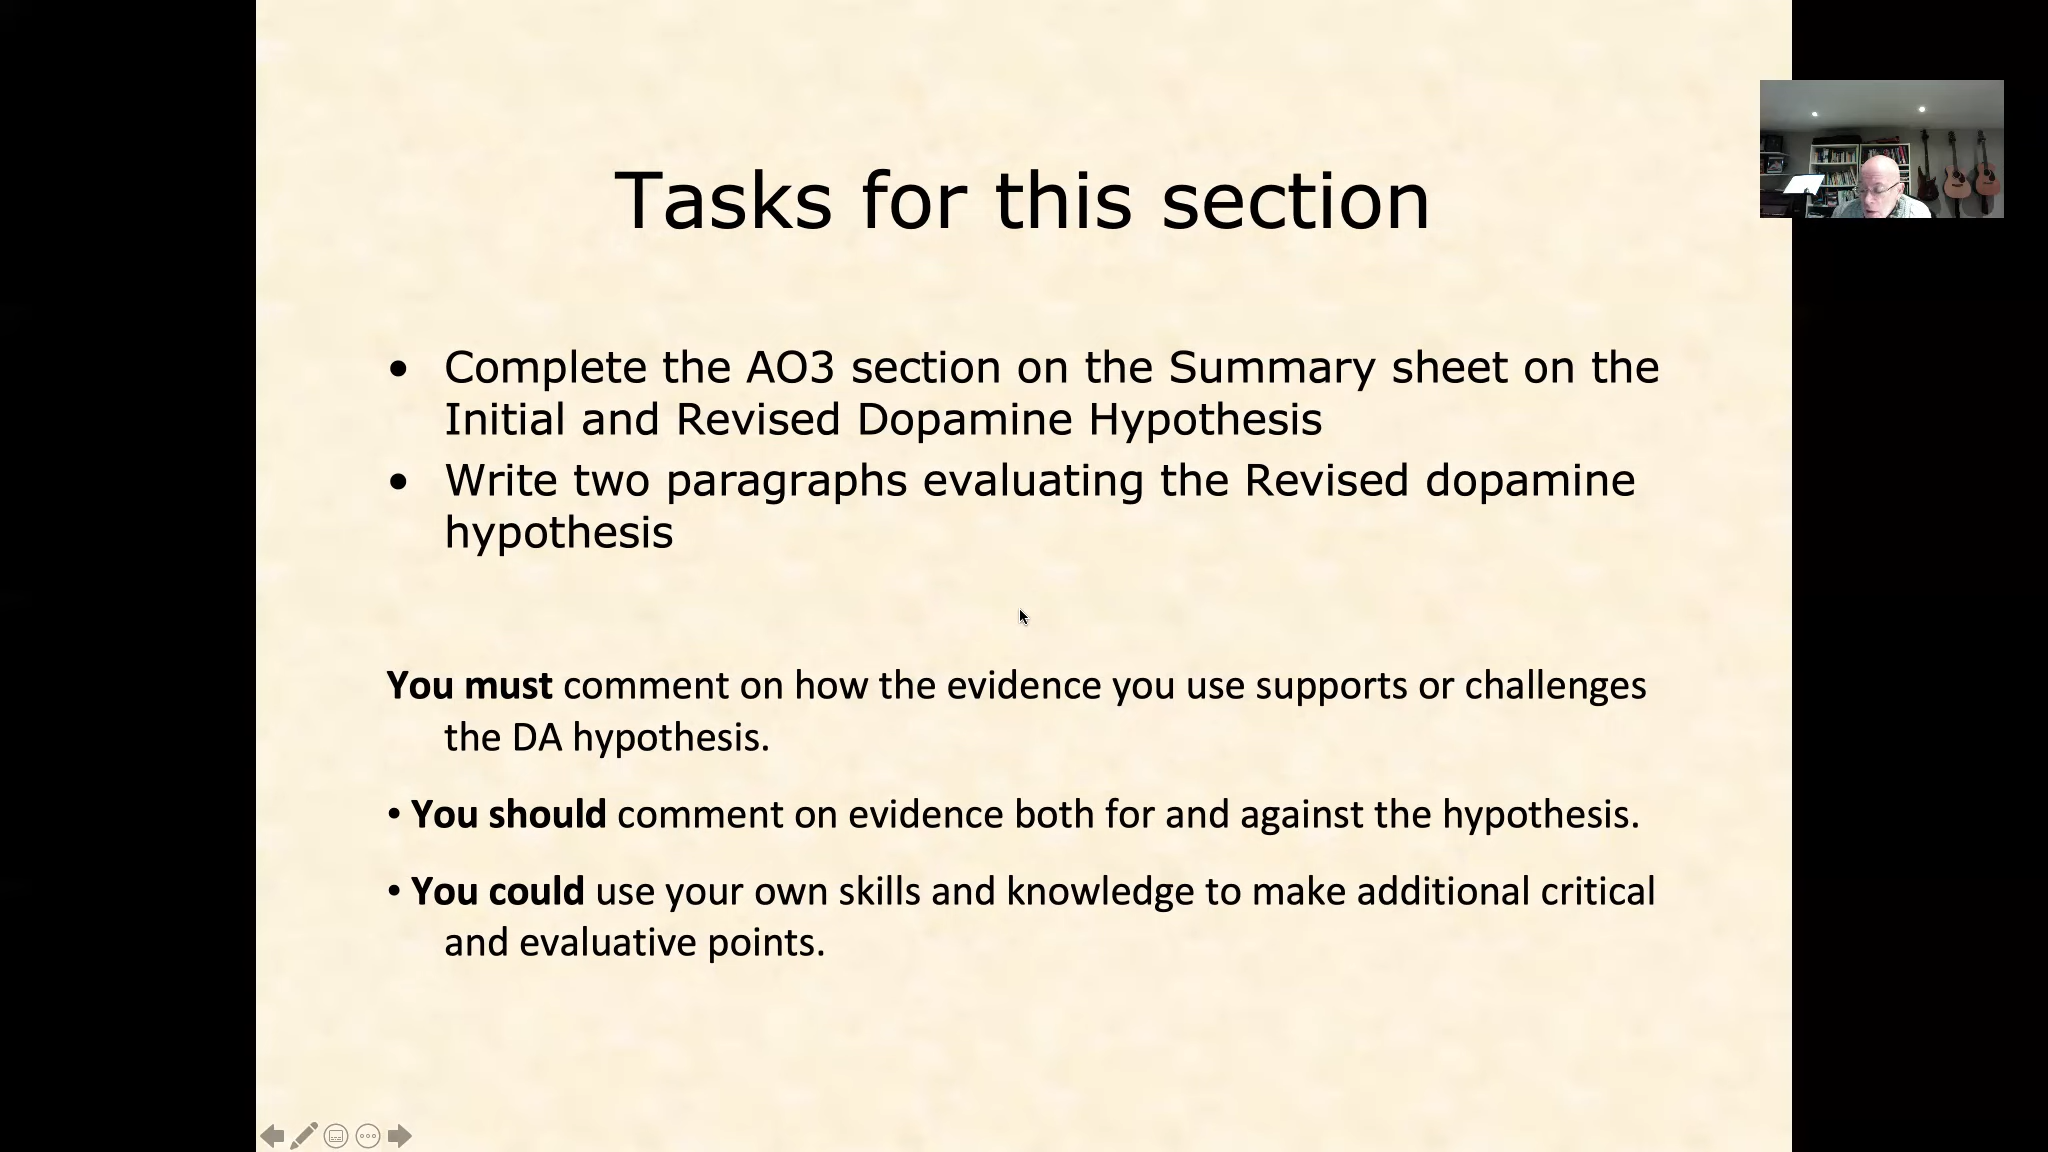 Tasks for this section
• Complete the AO3 section on the Summary sheet on the
Initial and Revised Dopamine Hypothesis
• Write two paragraphs evaluating the Revised dopamine
hypothesis
You must comment on how the evidence you use supports or challenges
the DA hypothesis.
• You should comment on evidence both for and against the hypothesis.
• You could use your own skills and knowledge to make additional critical
and evaluative points.